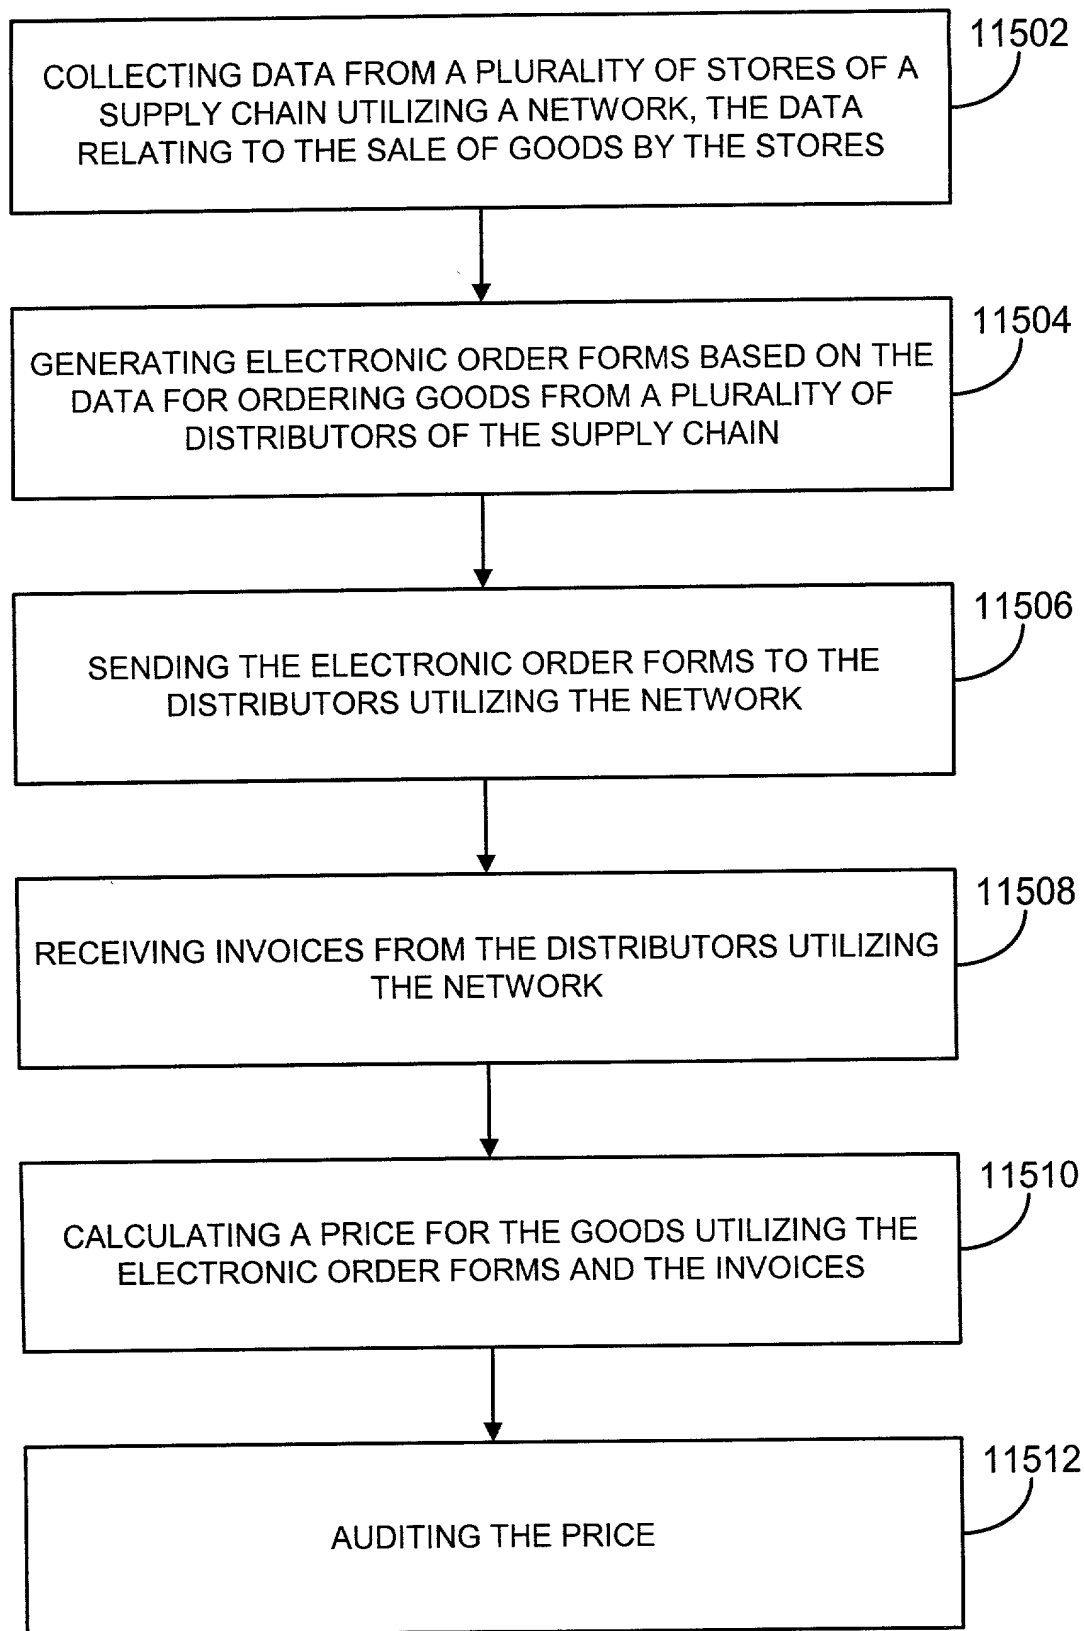 11502
COLLECTING DATA FROM A PLURALITY OF STORES OF A
SUPPLY CHAIN UTILIZING A NETWORK, THE DATA
RELATING TO THE SALE OF GOODS BY THE STORES
11504
GENERATING ELECTRONIC ORDER FORMS BASED ON THE
DATA FOR ORDERING GOODS FROM A PLURALITY OF
DISTRIBUTORS OF THE SUPPLY CHAIN
11506
SENDING THE ELECTRONIC ORDER FORMS TO THE
DISTRIBUTORS UTILIZING THE NETWORK
11508
RECEIVING INVOICES FROM THE DISTRIBUTORS UTILIZING
THE NETWORK
11510
CALCULATING A PRICE FOR THE GOODS UTILIZING THE
ELECTRONIC ORDER FORMS AND THE INVOICES
11512
AUDITING THE PRICE